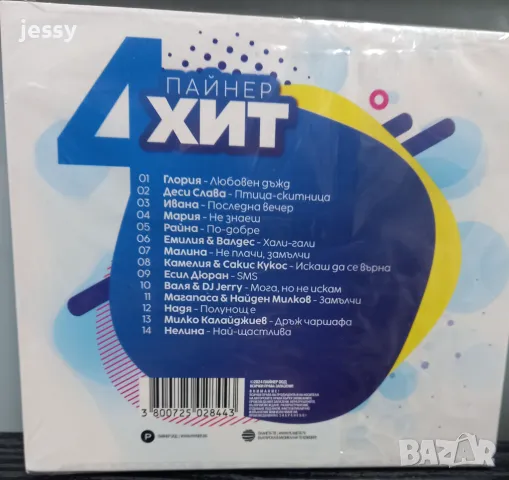 jessy
4
ПАЙНЕР
ХИТ
01 Глория - Любовен дъжд
02 Деси Слава - Птица-скитница
03 Ивана - Последна вечер
04 Мария - Не знаеш
05 Райна - По-добре
06 Емилия & Валдес - Хали-гали
07 Малина - Не плачи, замълчи
08 Камелия & Сакис Кукос - Искаш да се върна
09 Есил Дюран - SMS
10 Валя & DJ Jerry - Мога, но не искам
11 Магапаса & Найден Милков - Замълчи
12 Надя - Полунощ е
13 Милко Калайджиев - Дръж чаршафа
14 Нелина - Най-щастлива
3 800725 028443
P
BAZAR